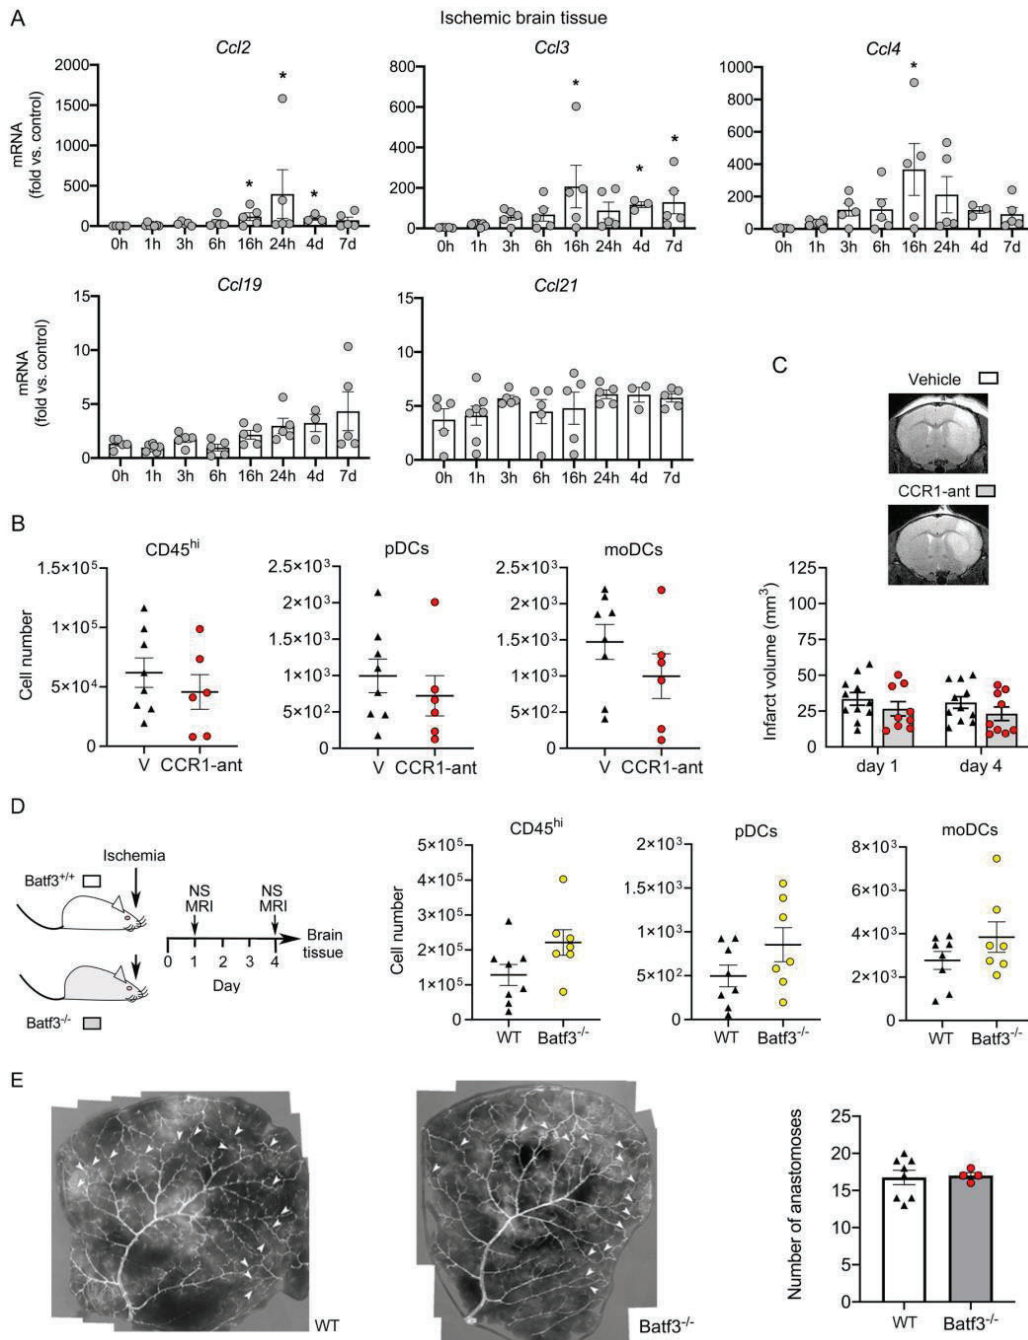 A
Ischemic brain tissue
Ccl2
mRNA
(fold vs. control)
2000
1500
1000
500
0
*
*
*
0h 1h 3h 6h 16h 24h 4d 7d
Ccl3
800
600
400
200
0
*
*
*
0h 1h 3h 6h 16h 24h 4d 7d
Ccl4
1000
800
600
400
200
0
*
0h 1h 3h 6h 16h 24h 4d 7d
Ccl19
mRNA
(fold vs. control)
15
10
5
0
0h 1h 3h 6h 16h 24h 4d 7d
Ccl21
15
10
5
0
0h 1h 3h 6h 16h 24h 4d 7d
B
CD45hi
Cell number
1.5×10⁵
1×10⁵
5×10⁴
0
V CCR1-ant
pDCs
2.5×10³
2×10³
1.5×10³
1×10³
5×10²
0
V CCR1-ant
moDCs
2.5×10³
2×10³
1.5×10³
1×10³
5×10²
0
V CCR1-ant
C
Vehicle
CCR1-ant
Infarct volume (mm³)
125
100
75
50
25
0
day 1 day 4
D
Ischemia
Batf3+/+
Batf3-/-
NS
MRI
NS
MRI
Brain
tissue
0 1 2 3 4
Day
CD45hi
Cell number
5×10⁵
4×10⁵
3×10⁵
2×10⁵
1×10⁵
0
WT Batf3-/-
pDCs
2×10³
1.5×10³
1×10³
5×10²
0
WT Batf3-/-
moDCs
8×10³
6×10³
4×10³
2×10³
0
WT Batf3-/-
E
WT
Batf3-/-
Number of anastomoses
25
20
15
10
5
0
WT Batf3-/-